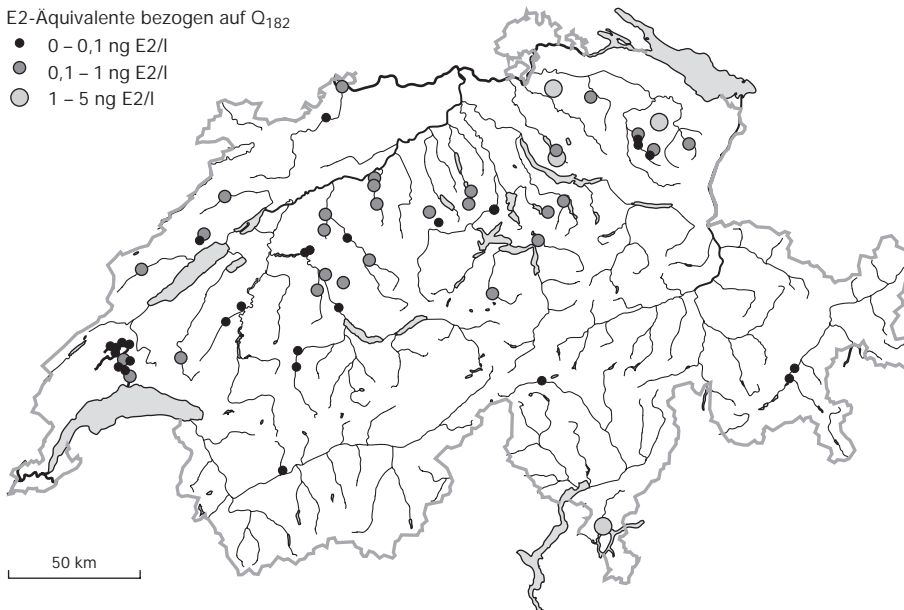 E2-Äquivalente bezogen auf Q₁₈₂
0 – 0,1 ng E2/l
0,1 – 1 ng E2/l
1 – 5 ng E2/l
50 km